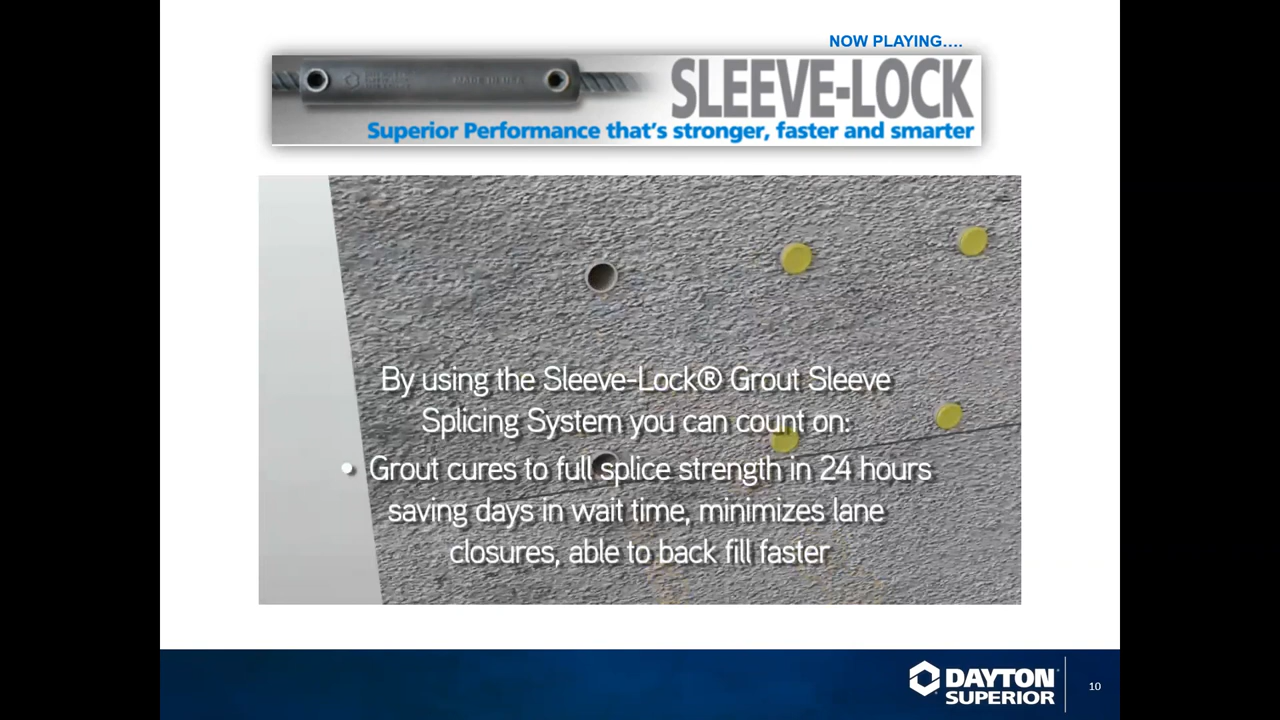 NOW PLAYING....
MADE IN U.S.A.
SLEEVE-LOCK
Superior Performance that's stronger, faster and smarter
By using the Sleeve-Lock® Grout Sleeve
Splicing System you can count on:
• Grout cures to full splice strength in 24 hours
saving days in wait time, minimizes lane
closures, able to back fill faster
DAYTON
SUPERIOR
10